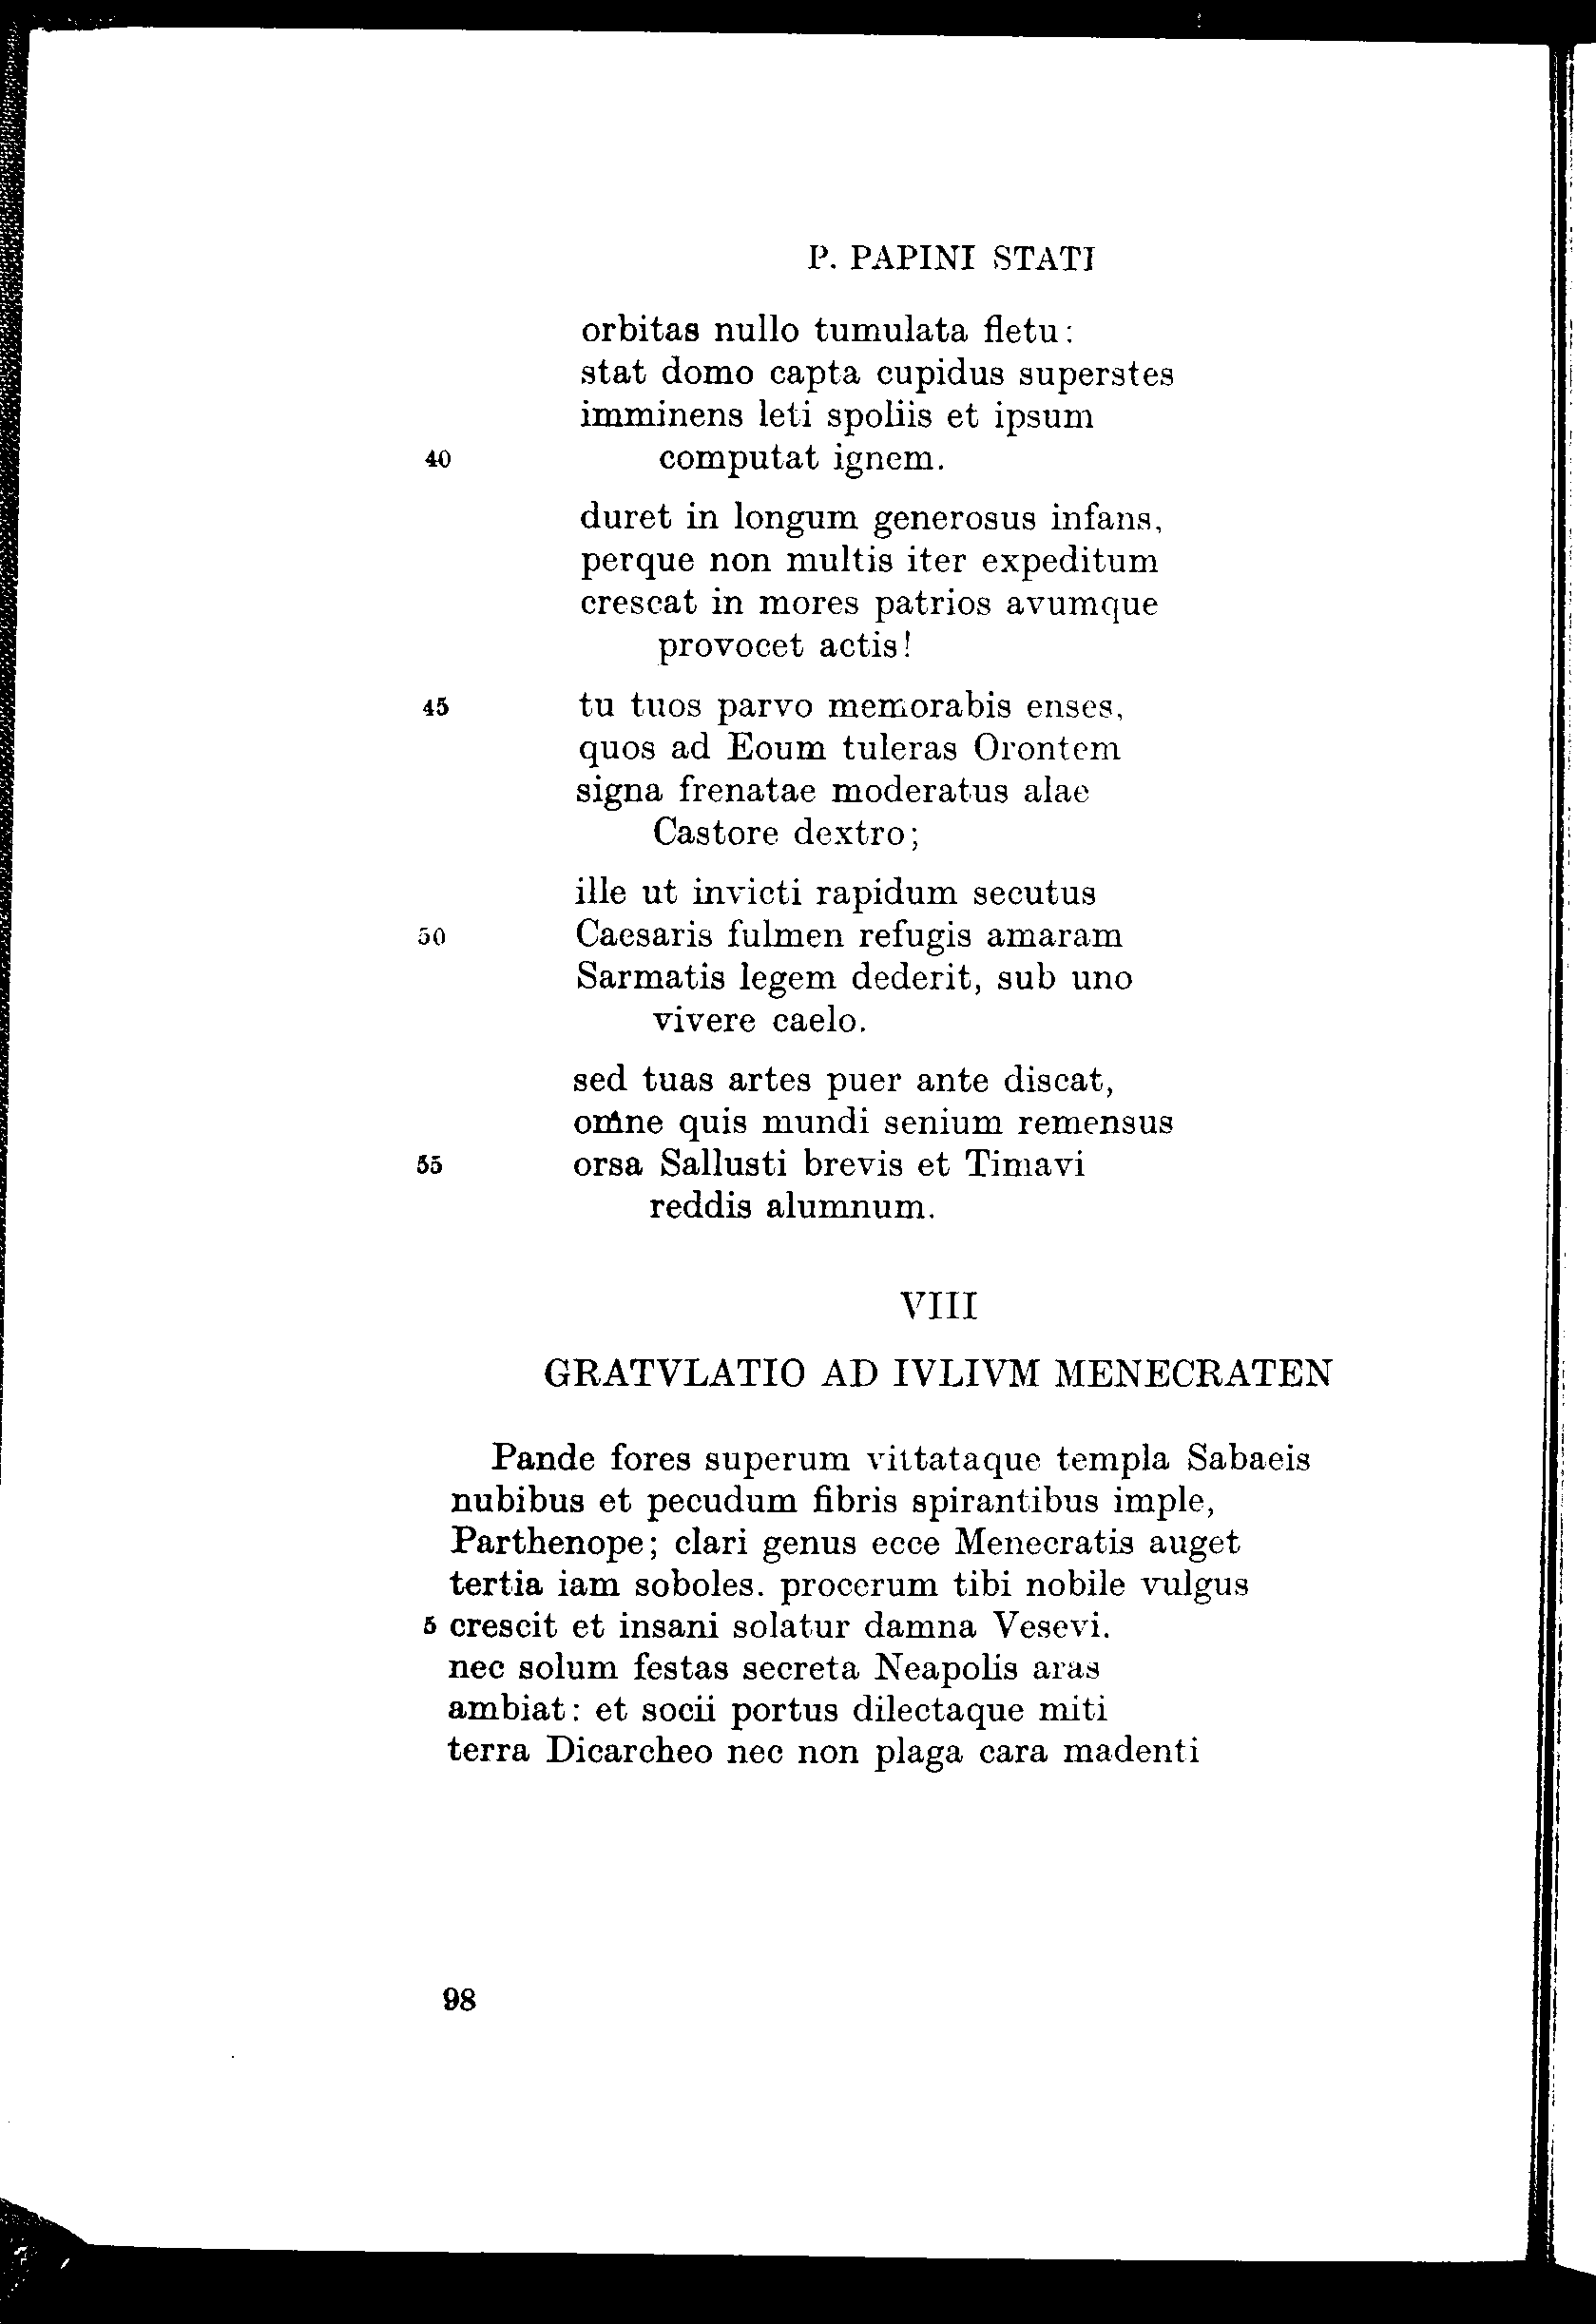 P. PAPINI STATI
orbitas nullo tumulata fletu:
stat domo capta cupidus superstes
imminens leti spoliis et ipsum
40 computat ignem.
duret in longum generosus infans,
perque non multis iter expeditum
crescat in mores patrios avumque
provocet actis!
45 tu tuos parvo memorabis enses,
quos ad Eoum tuleras Orontem
signa frenatae moderatus alae
Castore dextro;
ille ut invicti rapidum secutus
50 Caesaris fulmen refugis amaram
Sarmatis legem dederit, sub uno
vivere caelo.
sed tuas artes puer ante discat,
omne quis mundi senium remensus
55 orsa Sallusti brevis et Timavi
reddis alumnum.
VIII
GRATVLATIO AD IVLIVM MENECRATEN
Pande fores superum vittataque templa Sabaeis
nubibus et pecudum fibris spirantibus imple,
Parthenope; clari genus ecce Menecratis auget
tertia iam soboles. procerum tibi nobile vulgus
5 crescit et insani solatur damna Vesevi.
nec solum festas secreta Neapolis aras
ambiat: et socii portus dilectaque miti
terra Dicarcheo nec non plaga cara madenti
98